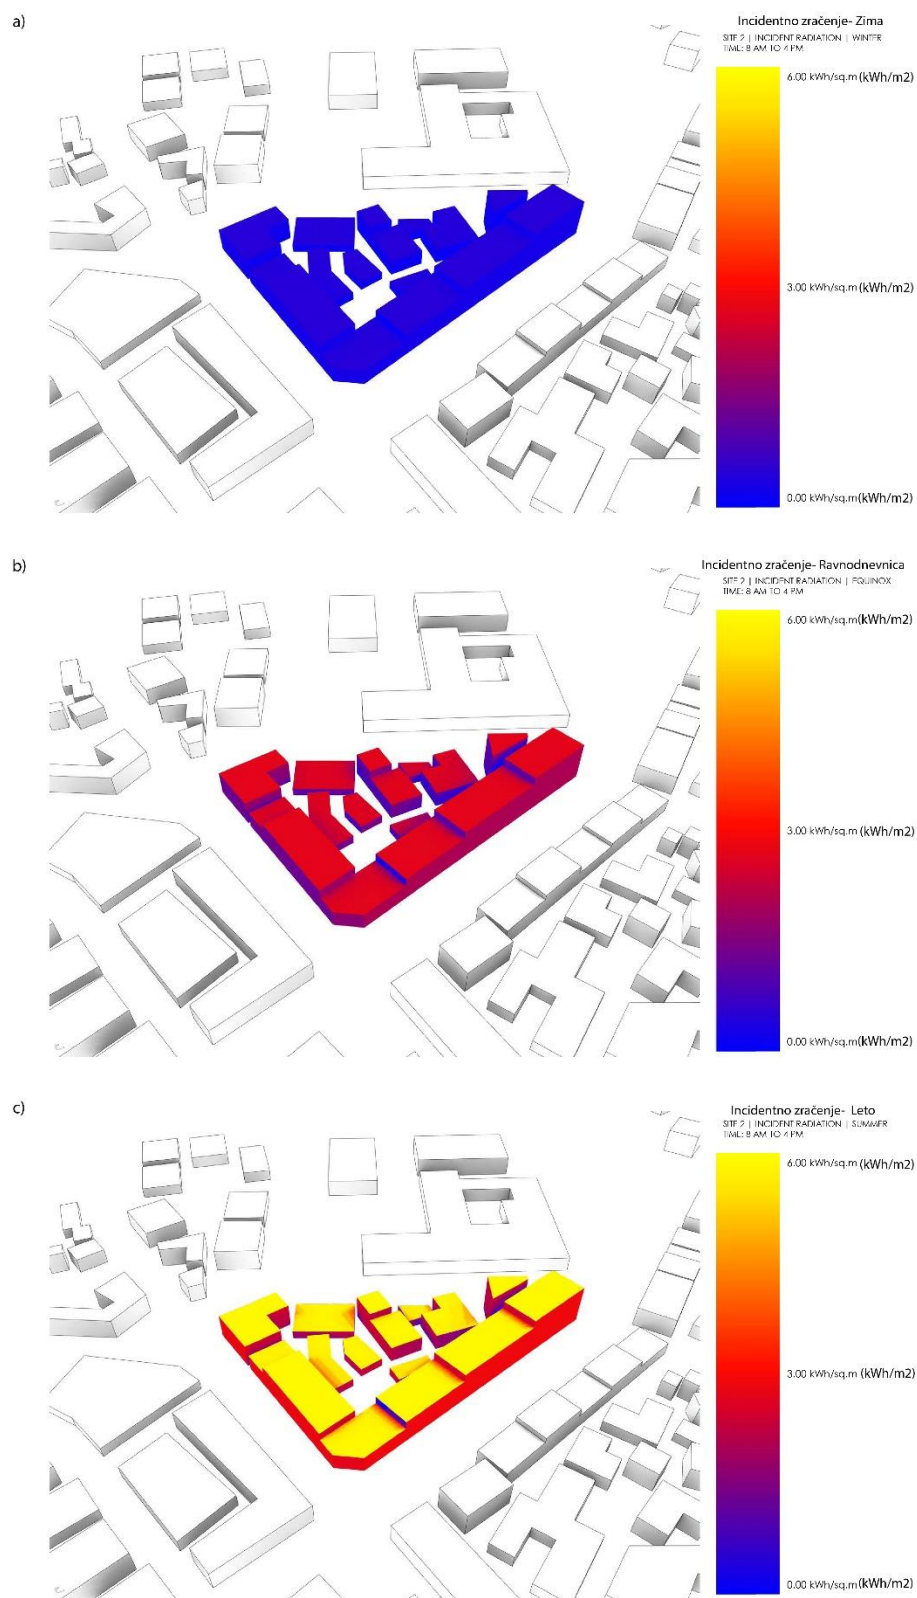 a)
Incidentno zračenje- Zima
SITE 2 | INCIDENT RADIATION | WINTER
TIME: 8 AM TO 4 PM
6.00 kWh/sq.m (kWh/m2)
3.00 kWh/sq.m (kWh/m2)
0.00 kWh/sq.m (kWh/m2)
b)
Incidentno zračenje- Ravnodnevnica
SITE 2 | INCIDENT RADIATION | EQUINOX
TIME: 8 AM TO 4 PM
6.00 kWh/sq.m (kWh/m2)
3.00 kWh/sq.m (kWh/m2)
0.00 kWh/sq.m (kWh/m2)
c)
Incidentno zračenje- Leto
SITE 2 | INCIDENT RADIATION | SUMMER
TIME: 8 AM TO 4 PM
6.00 kWh/sq.m (kWh/m2)
3.00 kWh/sq.m (kWh/m2)
0.00 kWh/sq.m (kWh/m2)